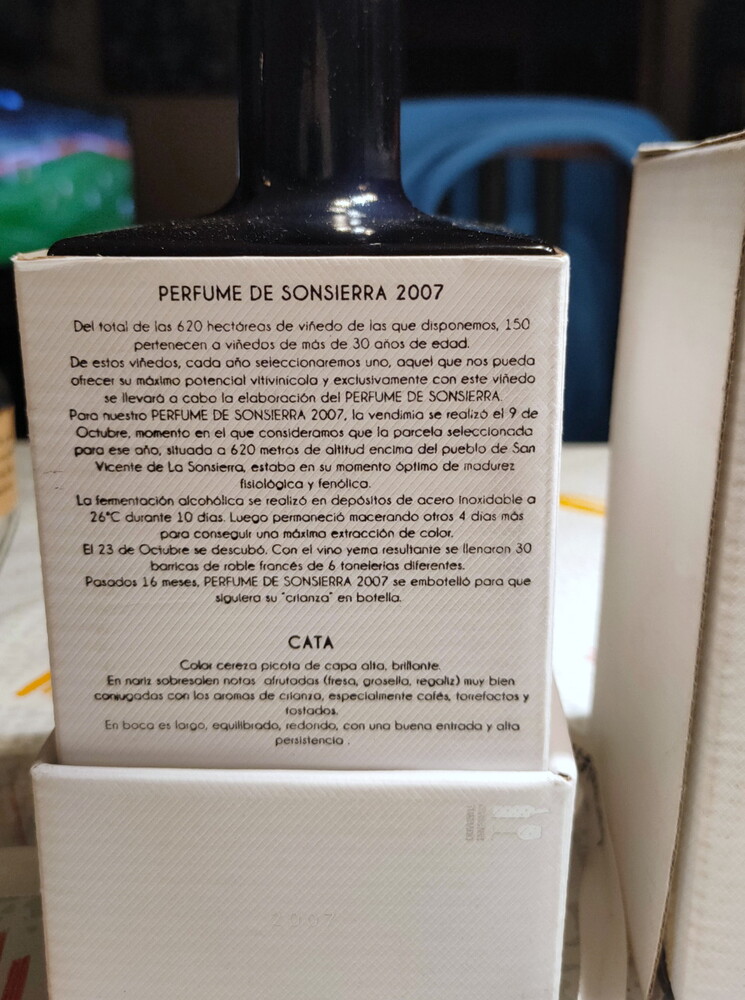 PERFUME DE SONSIERRA 2007
Del total de las 620 hectáreas de viñedo de las que disponemos, 150
pertenecen a viñedos de más de 30 años de edad.
De estos viñedos, cada año seleccionaremos uno, aquel que nos pueda
ofrecer su máximo potencial vitivinícola y exclusivamente con este viñedo
se llevará a cabo la elaboración del PERFUME DE SONSIERRA.
Para nuestro PERFUME DE SONSIERRA 2007, la vendimia se realizó el 9 de
Octubre, momento en el que consideramos que la parcela seleccionada
para ese año, situada a 620 metros de altitud encima del pueblo de San
Vicente de La Sonsierra, estaba en su momento óptimo de madurez
fisiológica y fenólica.
La fermentación alcohólica se realizó en depósitos de acero inoxidable a
26°C durante 10 días. Luego permaneció macerando otros 4 días más
para conseguir una máxima extracción de color.
El 23 de Octubre se descubó. Con el vino yema resultante se llenaron 30
barricas de roble francés de 6 tonelerías diferentes.
Pasados 16 meses, PERFUME DE SONSIERRA 2007 se embotelló para que
siguiera su "crianza" en botella.
CATA
Color cereza picota de capa alta, brillante.
En nariz sobresalen notas afrutadas (fresa, grosella, regaliz) muy bien
conjugadas con los aromas de crianza, especialmente cafés, torrefactos y
tostados.
En boca es largo, equilibrado, redondo, con una buena entrada y alta
persistencia .
2007